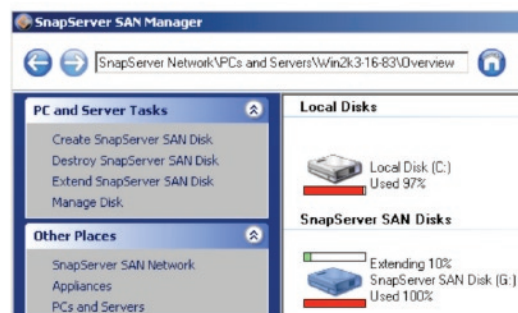 SnapServer SAN Manager
SnapServer Network\PCs and Servers\Win2k3-16-83\Overview
PC and Server Tasks
Create SnapServer SAN Disk
Destroy SnapServer SAN Disk
Extend SnapServer SAN Disk
Manage Disk
Other Places
SnapServer SAN Network
Appliances
PCs and Servers
Local Disks
Local Disk (C:)
Used 97%
SnapServer SAN Disks
Extending 10%
SnapServer SAN Disk (G:)
Used 100%